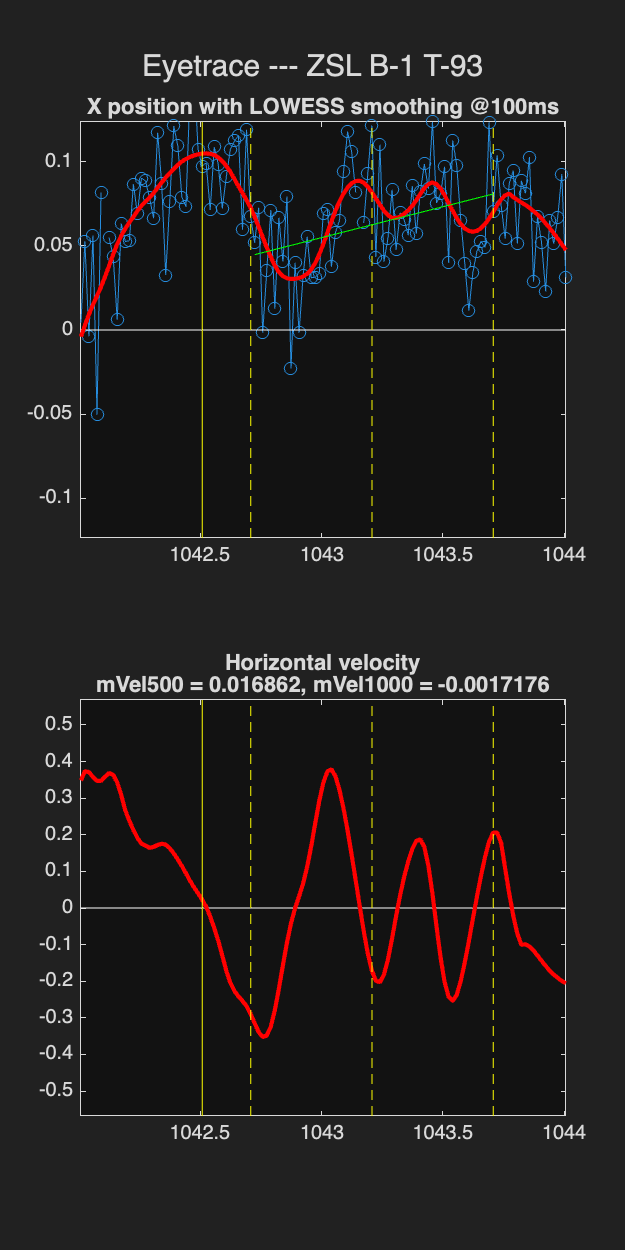 Eyetrace --- ZSL B-1 T-93
X position with LOWESS smoothing @100ms
0.1
0.05
0
-0.05
-0.1
1042.5 1043 1043.5 1044
Horizontal velocity
mVel500 = 0.016862, mVel1000 = -0.0017176
0.5
0.4
0.3
0.2
0.1
0
-0.1
-0.2
-0.3
-0.4
-0.5
1042.5 1043 1043.5 1044